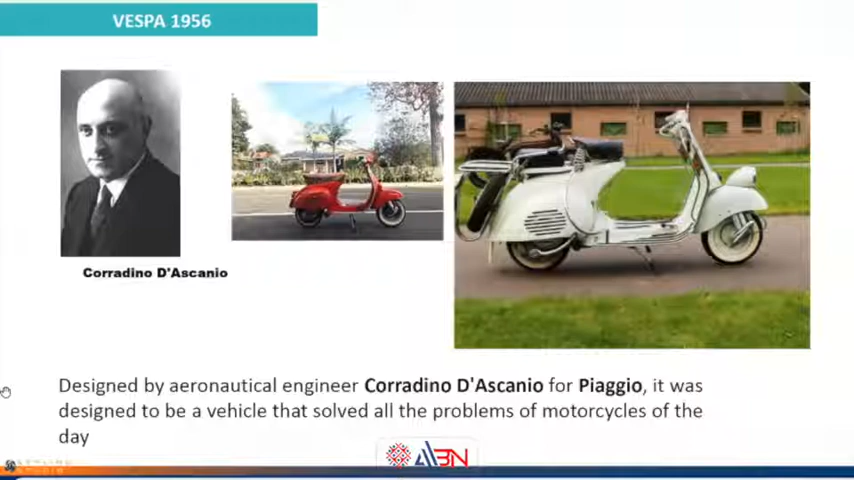 VESPA 1956
Corradino D'Ascanio
Designed by aeronautical engineer Corradino D'Ascanio for Piaggio, it was
designed to be a vehicle that solved all the problems of motorcycles of the
day
ABN